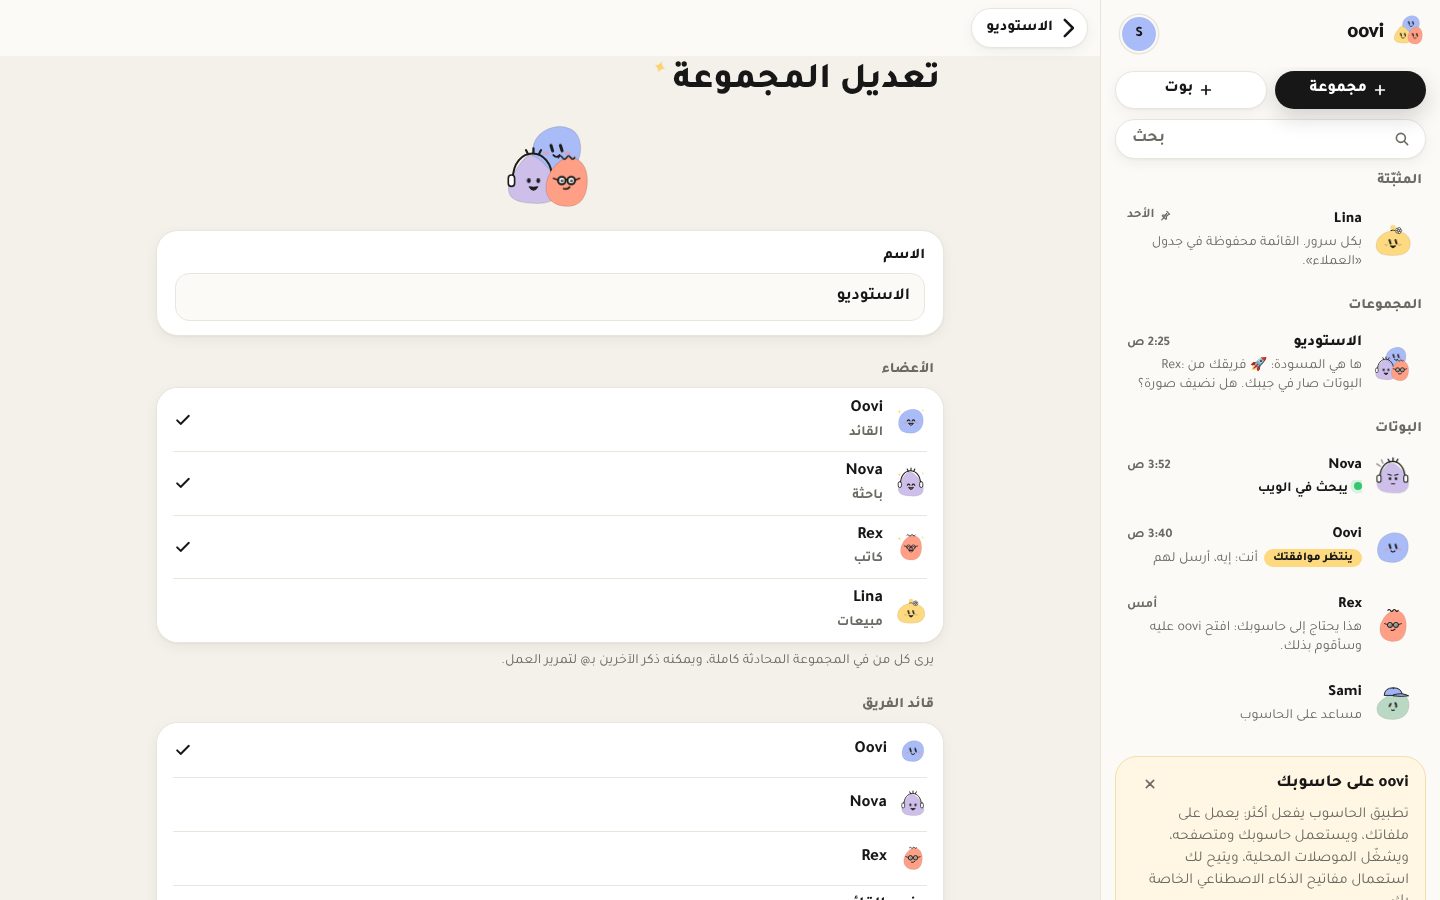 oovi
S
+ مجموعة
+ بوت
بحث
المثبّتة
Lina
الأحد
بكل سرور. القائمة محفوظة في جدول
«العملاء».
المجموعات
الاستوديو
2:25 ص
Rex: ها هي المسودة: 🚀 فريقك من
البوتات صار في جيبك. هل نضيف صورة؟
البوتات
Nova
3:52 ص
يبحث في الويب
Oovi
3:40 ص
ينتظر موافقتك
أنت: إيه، أرسل لهم
Rex
أمس
هذا يحتاج إلى حاسوبك: افتح oovi عليه
وسأقوم بذلك.
Sami
مساعد على الحاسوب
oovi على حاسوبك
تطبيق الحاسوب يفعل أكثر: يعمل على
ملفاتك، ويستعمل حاسوبك ومتصفحه،
ويشغّل الموصلات المحلية، ويتيح لك
استعمال مفاتيح الذكاء الاصطناعي الخاصة
الاستوديو
تعديل المجموعة
الاسم
الاستوديو
الأعضاء
Oovi
القائد
Nova
باحثة
Rex
كاتب
Lina
مبيعات
يرى كل من في المجموعة المحادثة كاملة، ويمكنه ذكر الآخرين بـ@ لتمرير العمل.
قائد الفريق
Oovi
Nova
Rex